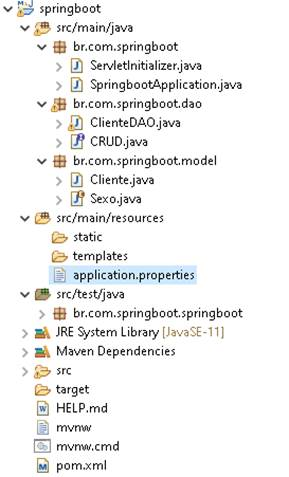 springboot
src/main/java
br.com.springboot
ServletInitializer.java
SpringbootApplication.java
br.com.springboot.dao
ClienteDAO.java
CRUD.java
br.com.springboot.model
Cliente.java
Sexo.java
src/main/resources
static
templates
application.properties
src/test/java
br.com.springboot.springboot
JRE System Library [JavaSE-11]
Maven Dependencies
src
target
HELP.md
mvnw
mvnw.cmd
pom.xml